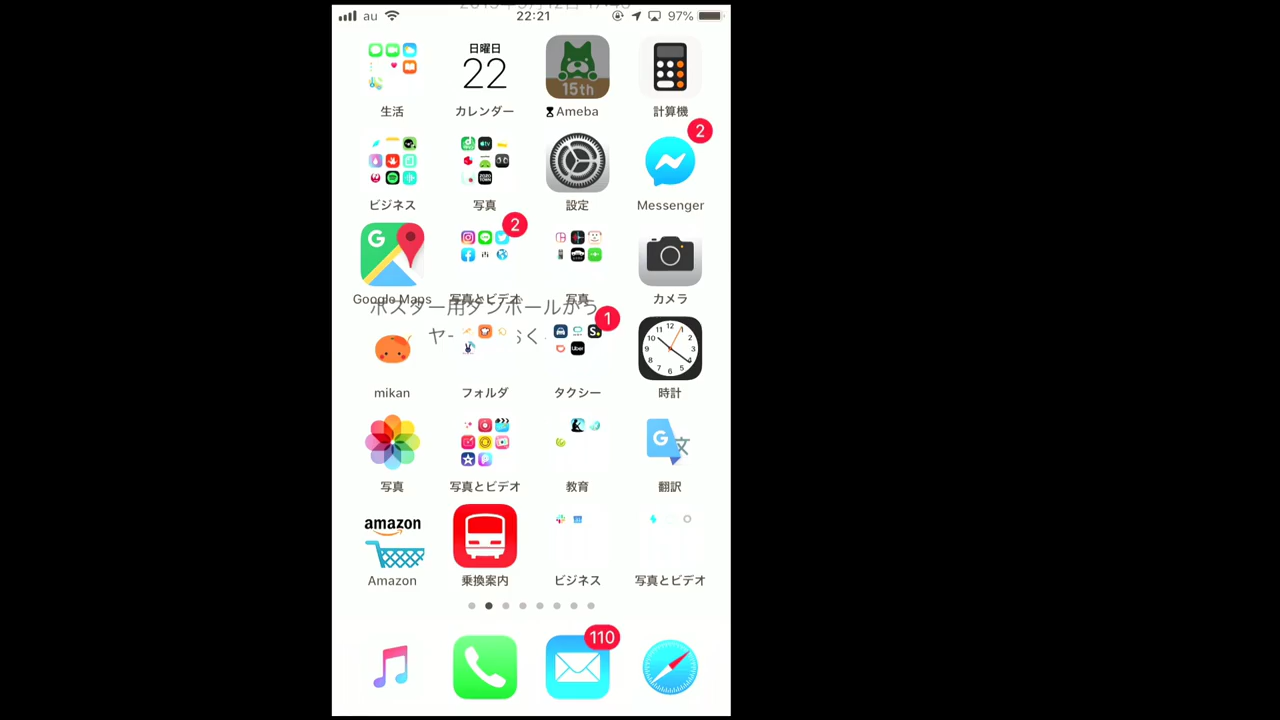 au 22:21 97%
日曜日
22
15th
生活 カレンダー Ameba 計算機
2
ビジネス 写真 設定 Messenger
2
Google Maps 写真とビデオ 写真 カメラ
ポスター用ダンボールから
1
mikan フォルダ タクシー 時計
G 文
写真 写真とビデオ 教育 翻訳
amazon
Amazon 乗換案内 ビジネス 写真とビデオ
110